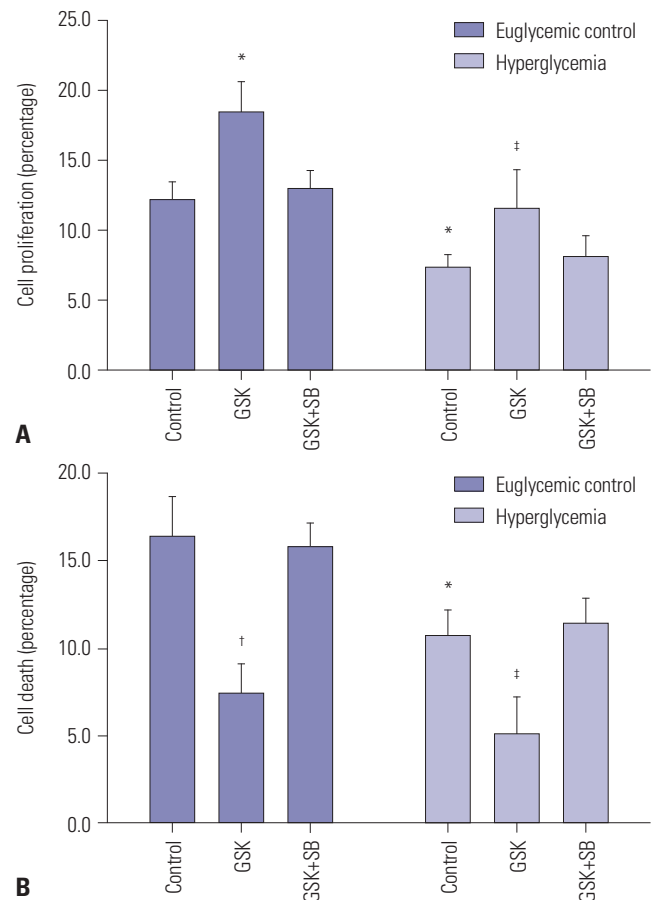 25.0
20.0
15.0
10.0
5.0
0.0
Cell proliferation (percentage)
Euglycemic control
Hyperglycemia
*
*
‡
Control
GSK
GSK+SB
Control
GSK
GSK+SB
A
20.0
15.0
10.0
5.0
0.0
Cell death (percentage)
Euglycemic control
Hyperglycemia
†
*
‡
Control
GSK
GSK+SB
Control
GSK
GSK+SB
B